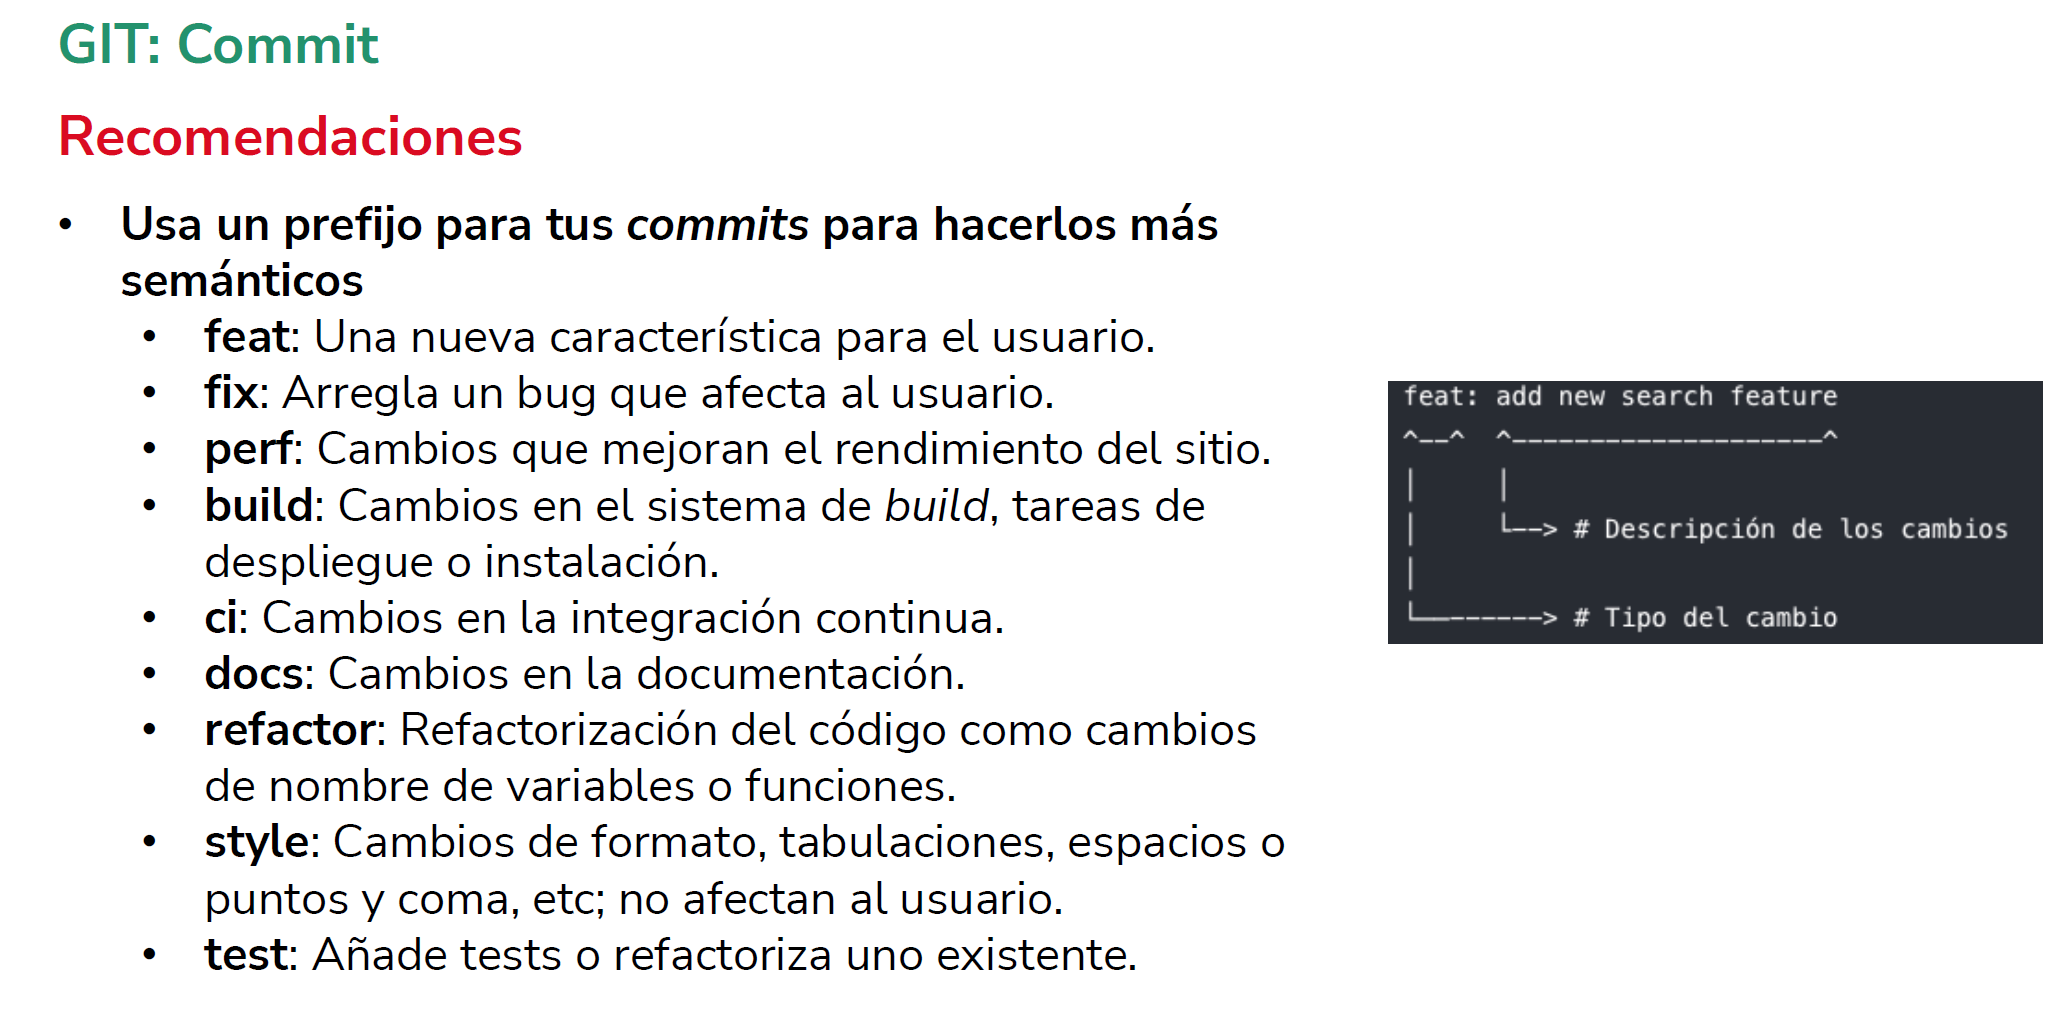 GIT: Commit
Recomendaciones
• Usa un prefijo para tus commits para hacerlos más
semánticos
• feat: Una nueva característica para el usuario.
• fix: Arregla un bug que afecta al usuario.
• perf: Cambios que mejoran el rendimiento del sitio.
• build: Cambios en el sistema de build, tareas de
despliegue o instalación.
• ci: Cambios en la integración continua.
• docs: Cambios en la documentación.
• refactor: Refactorización del código como cambios
de nombre de variables o funciones.
• style: Cambios de formato, tabulaciones, espacios o
puntos y coma, etc; no afectan al usuario.
• test: Añade tests o refactoriza uno existente.
feat: add new search feature
^--^  ^--------------------^
|     |
|     └--> # Descripción de los cambios
|
└--------> # Tipo del cambio